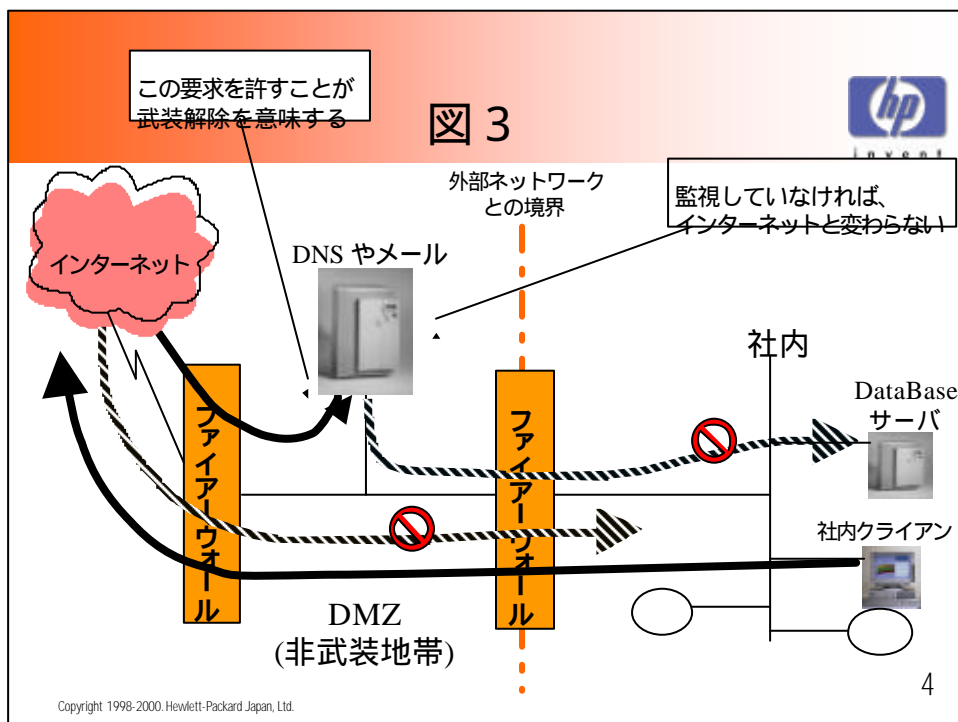 この要求を許すことが
武装解除を意味する
図3
hp
invent
外部ネットワーク
との境界
監視していなければ、
インターネットと変わらない
インターネット
DNS やメール
社内
ファイアーウォール
ファイアーウォール
DataBase
サーバ
社内クライアン
DMZ
(非武装地帯)
4
Copyright 1998-2000. Hewlett-Packard Japan, Ltd.